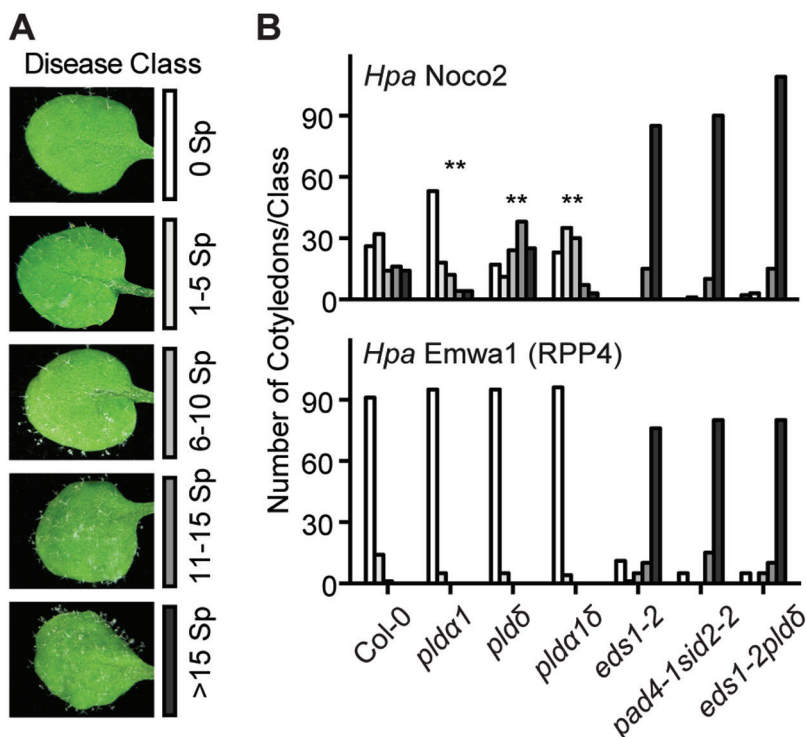 A
Disease Class
0 Sp
1-5 Sp
6-10 Sp
11-15 Sp
>15 Sp
B
Number of Cotyledons/Class
Hpa Noco2
90
60
30
0
**
**
**
Hpa Emwa1 (RPP4)
90
60
30
0
Col-0
pldα1
pldδ
pldα1δ
eds1-2
pad4-1sid2-2
eds1-2pldδ